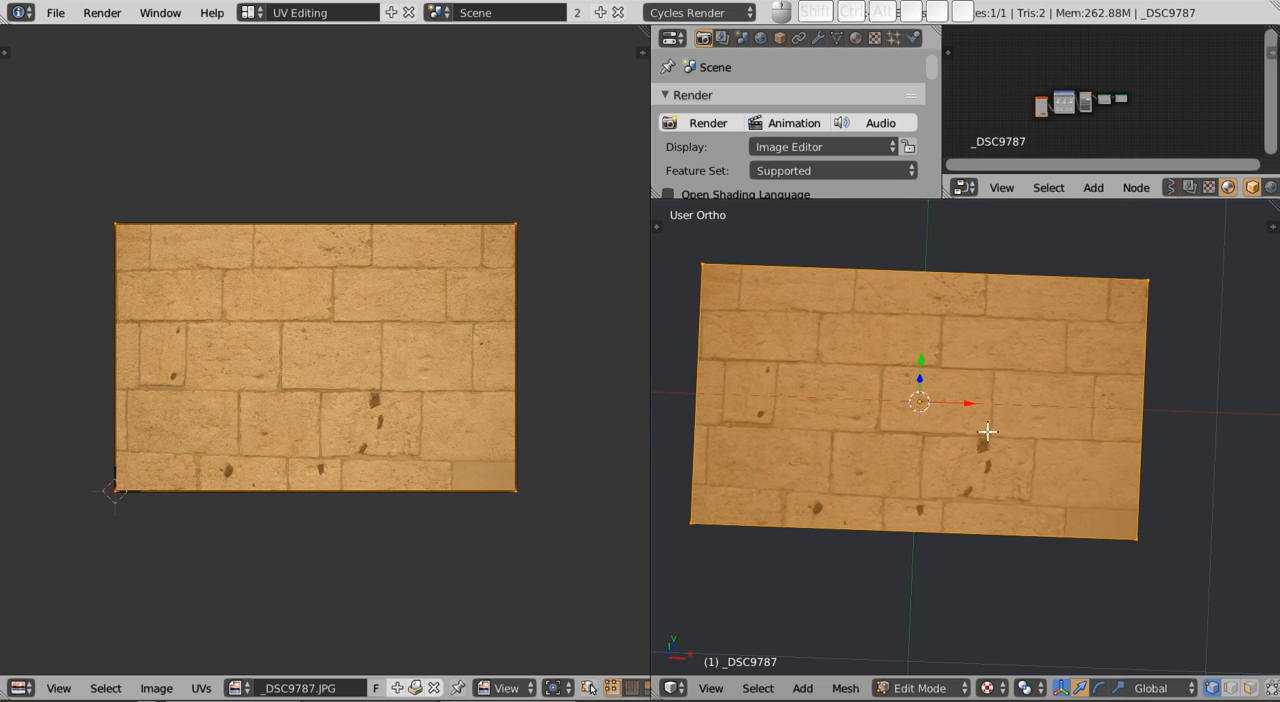 File Render Window Help UV Editing Scene 2 Cycles Render Shift Ctrl Alt es:1/1 | Tris:2 | Mem:262.88M | _DSC9787
Scene
Render
Render Animation Audio
Display: Image Editor
Feature Set: Supported
Open Shading Language
_DSC9787
View Select Add Node
User Ortho
y
x
(1) _DSC9787
View Select Image UVs _DSC9787.JPG F View
View Select Add Mesh Edit Mode Global